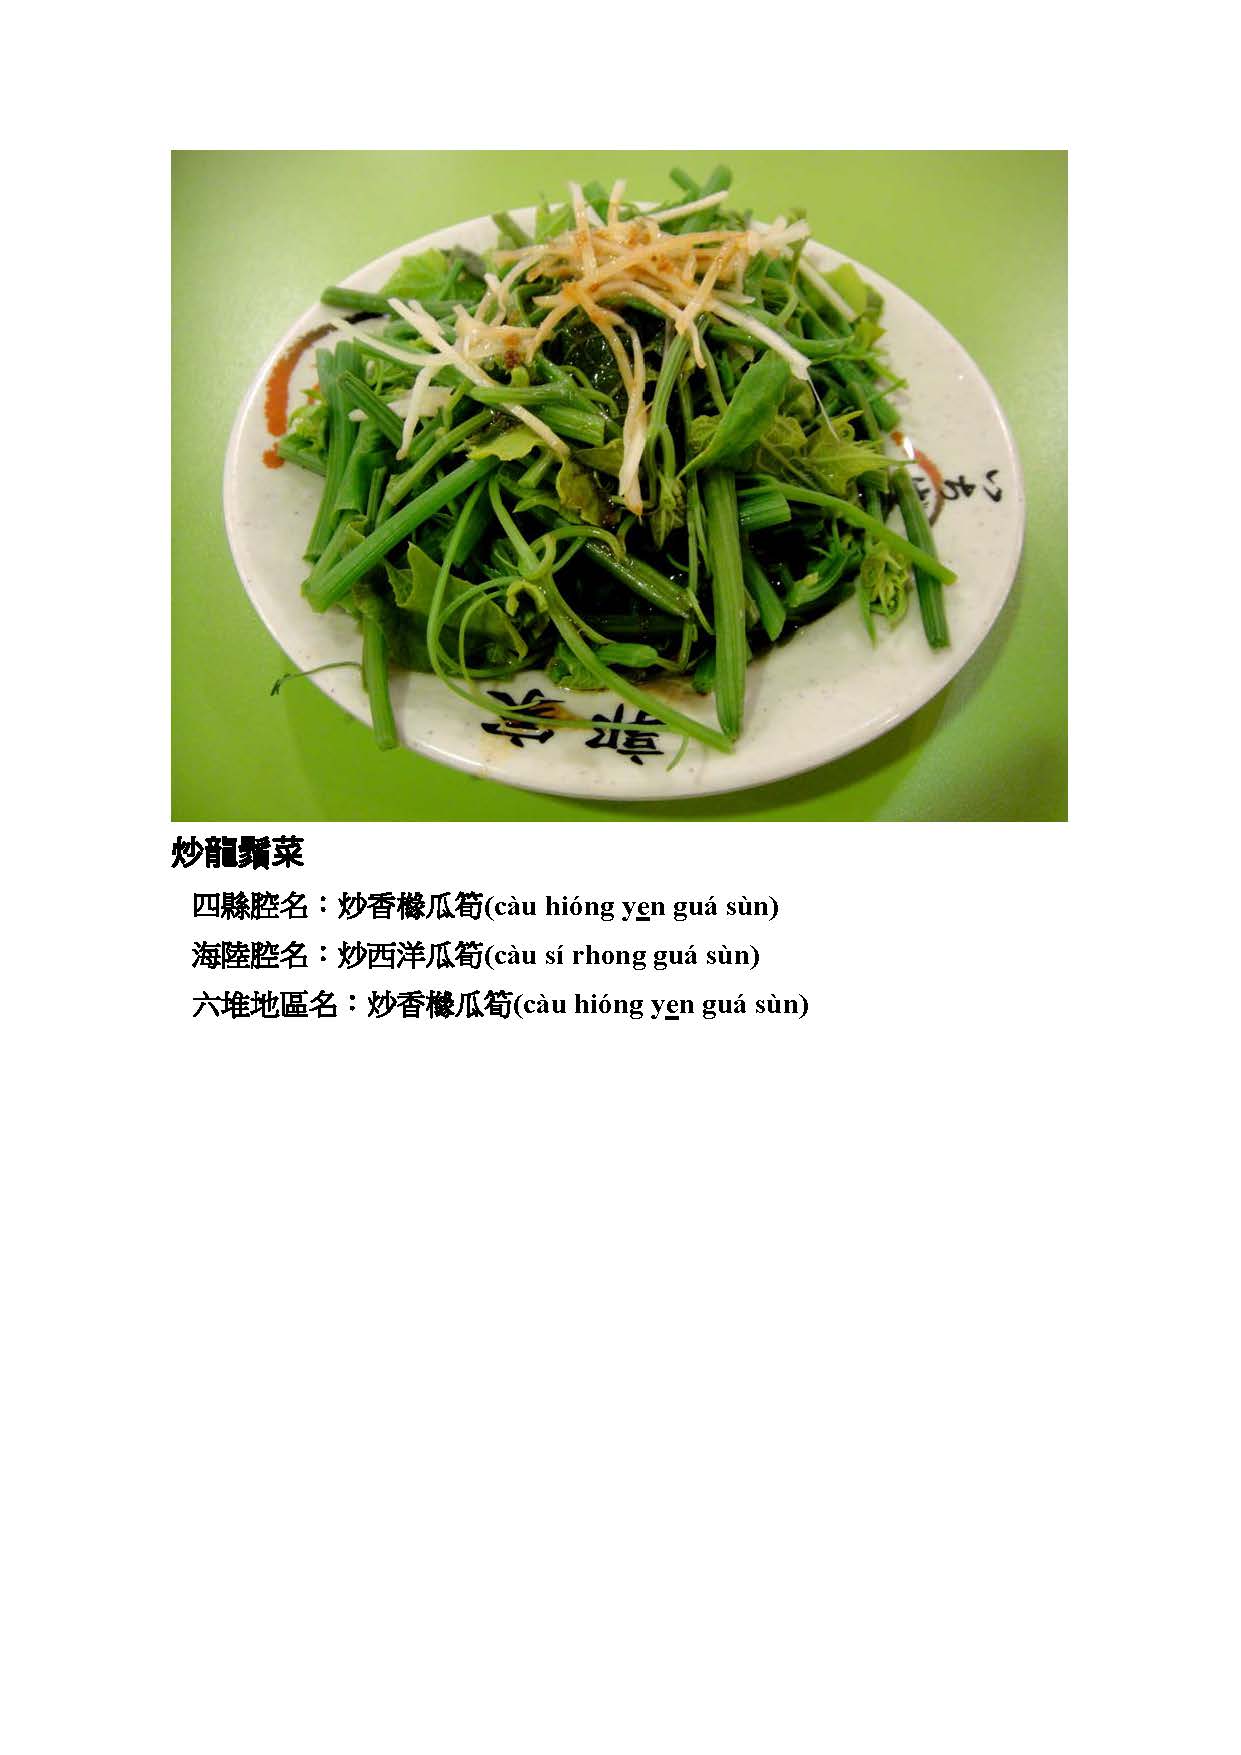 郭家
炒龍鬚菜
四縣腔名：炒香櫞瓜筍(càu hióng yen guá sùn)
海陸腔名：炒西洋瓜筍(càu sí rhong guá sùn)
六堆地區名：炒香櫞瓜筍(càu hióng yen guá sùn)